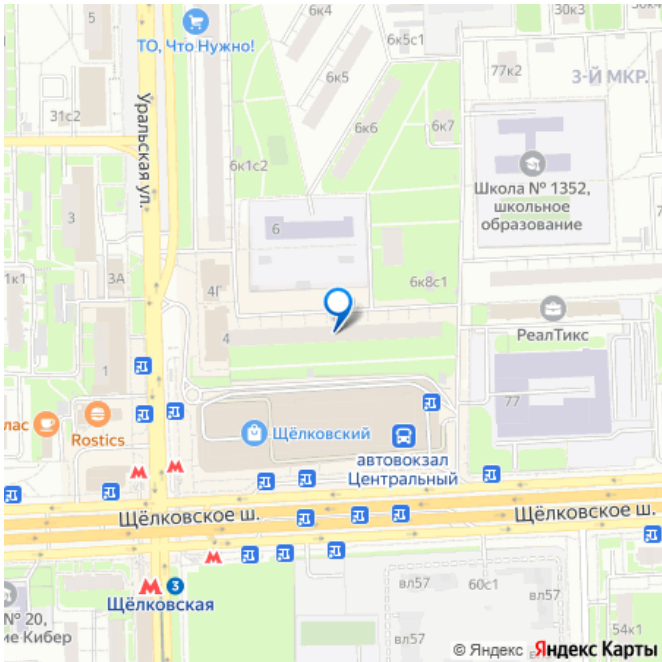 5
6к4
30к3
ТО, Что Нужно!
6к5с1
6к5
77к2
3-Й МКР.
31с2
Уральская ул.
6к6
6к7
6к1с2
Школа № 1352,
школьное
образование
3
6
1к1
3А
4Г
6к8с1
4
РеалТикс
1
77
лас
Rostics
Щёлковский
автовокзал
Центральный
Щёлковское ш.
Щёлковское ш.
3
Щёлковская
вл57
60с1
вл57
№ 20,
ие Кибер
вл57
54к1
© Яндекс Яндекс Карты